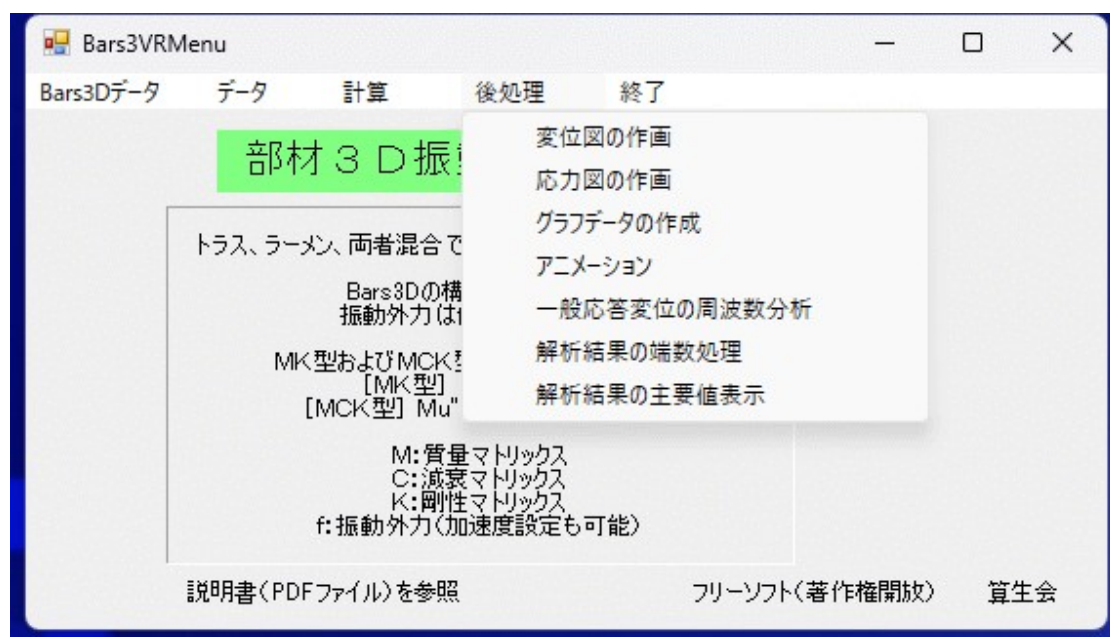 Bars3VRMenu
Bars3Dデータ データ 計算 後処理 終了
変位図の作画
応力図の作画
グラフデータの作成
アニメーション
一般応答変位の周波数分析
解析結果の端数処理
解析結果の主要値表示
部材3D振
トラス、ラーメン、両者混合で
Bars3Dの構
振動外力(は
MK型およびMCK
[MK型]
[MCK型] Mu"
M:質量マトリックス
C:減衰マトリックス
K:剛性マトリックス
f:振動外力(加速度設定も可能)
説明書(PDFファイル)を参照 フリーソフト(著作権開放) 算生会